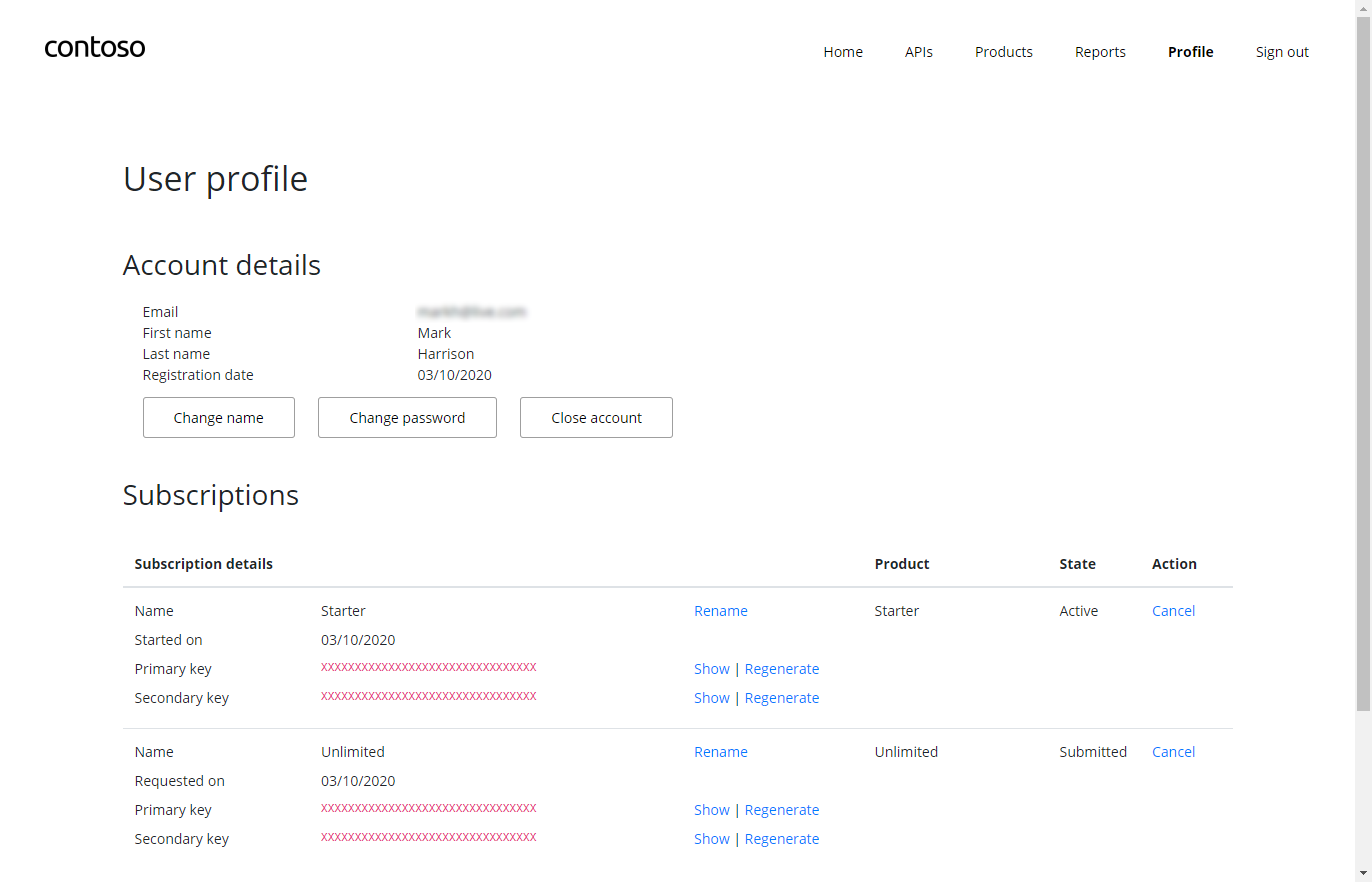 contoso
Home APIs Products Reports Profile Sign out
User profile
Account details
Email
First name Mark
Last name Harrison
Registration date 03/10/2020
Change name Change password Close account
Subscriptions
Subscription details Product State Action
Name Starter Rename Starter Active Cancel
Started on 03/10/2020
Primary key XXXXXXXXXXXXXXXXXXXXXXXXXXXXXXXX Show | Regenerate
Secondary key XXXXXXXXXXXXXXXXXXXXXXXXXXXXXXXX Show | Regenerate
Name Unlimited Rename Unlimited Submitted Cancel
Requested on 03/10/2020
Primary key XXXXXXXXXXXXXXXXXXXXXXXXXXXXXXXX Show | Regenerate
Secondary key XXXXXXXXXXXXXXXXXXXXXXXXXXXXXXXX Show | Regenerate